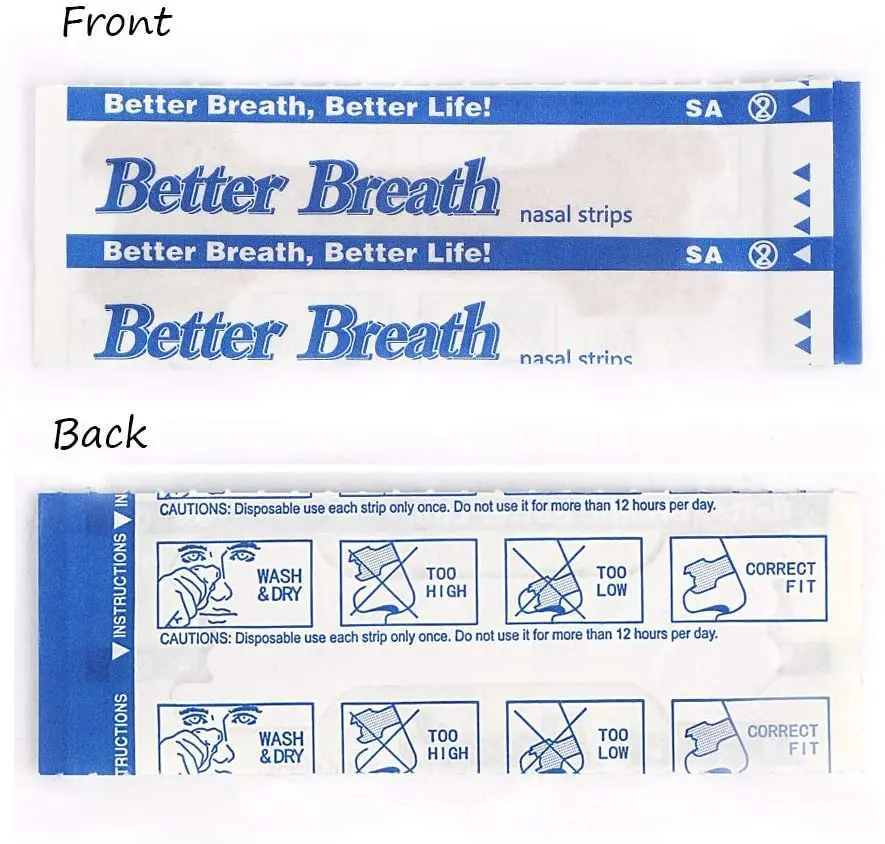 Front
Better Breath, Better Life! SA 2
Better Breath nasal strips
Better Breath, Better Life! SA 2
Better Breath nasal strips
Back
INSTRUCTIONS
CAUTIONS: Disposable use each strip only once. Do not use it for more than 12 hours per day.
WASH & DRY
TOO HIGH
TOO LOW
CORRECT FIT
CAUTIONS: Disposable use each strip only once. Do not use it for more than 12 hours per day.
TRUCTIONS
WASH & DRY
TOO HIGH
TOO LOW
CORRECT FIT